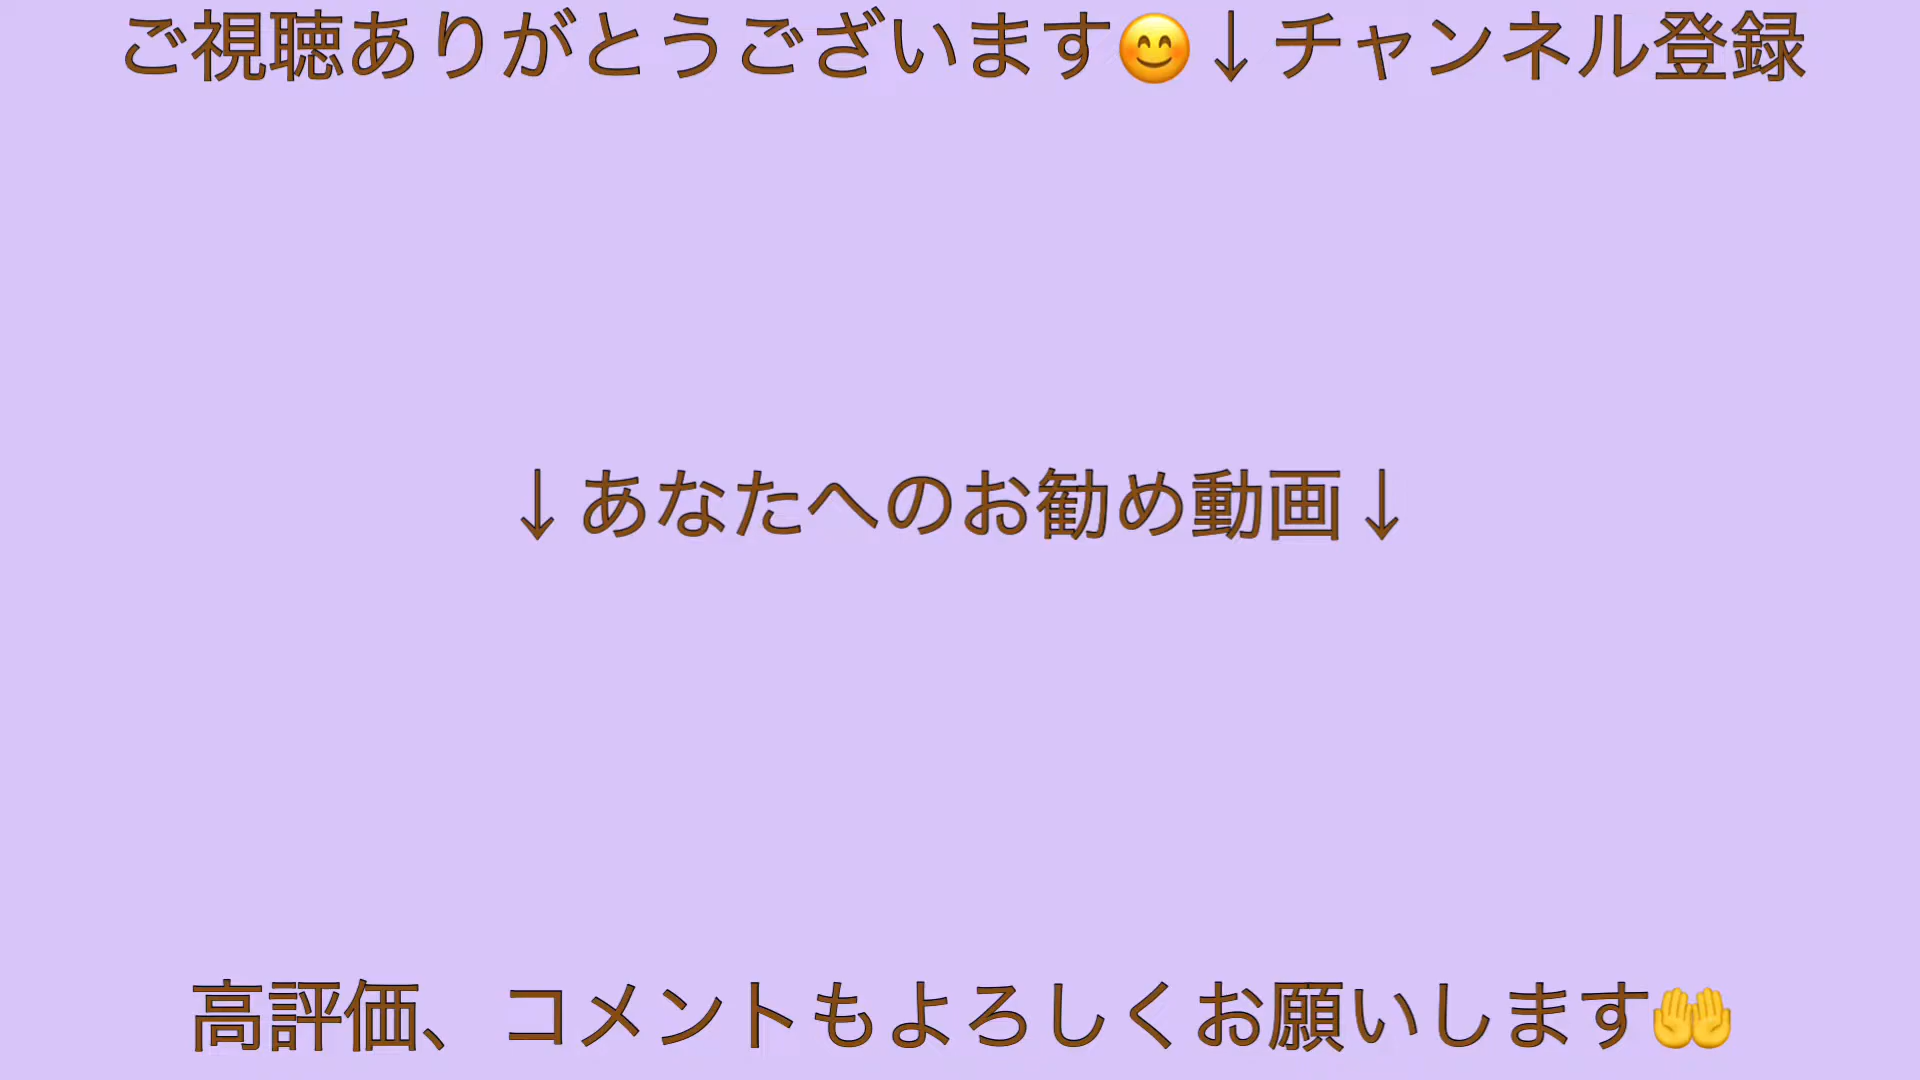 ご視聴ありがとうございます😊↓チャンネル登録
↓あなたへのお勧め動画↓
高評価、コメントもよろしくお願いします🤲